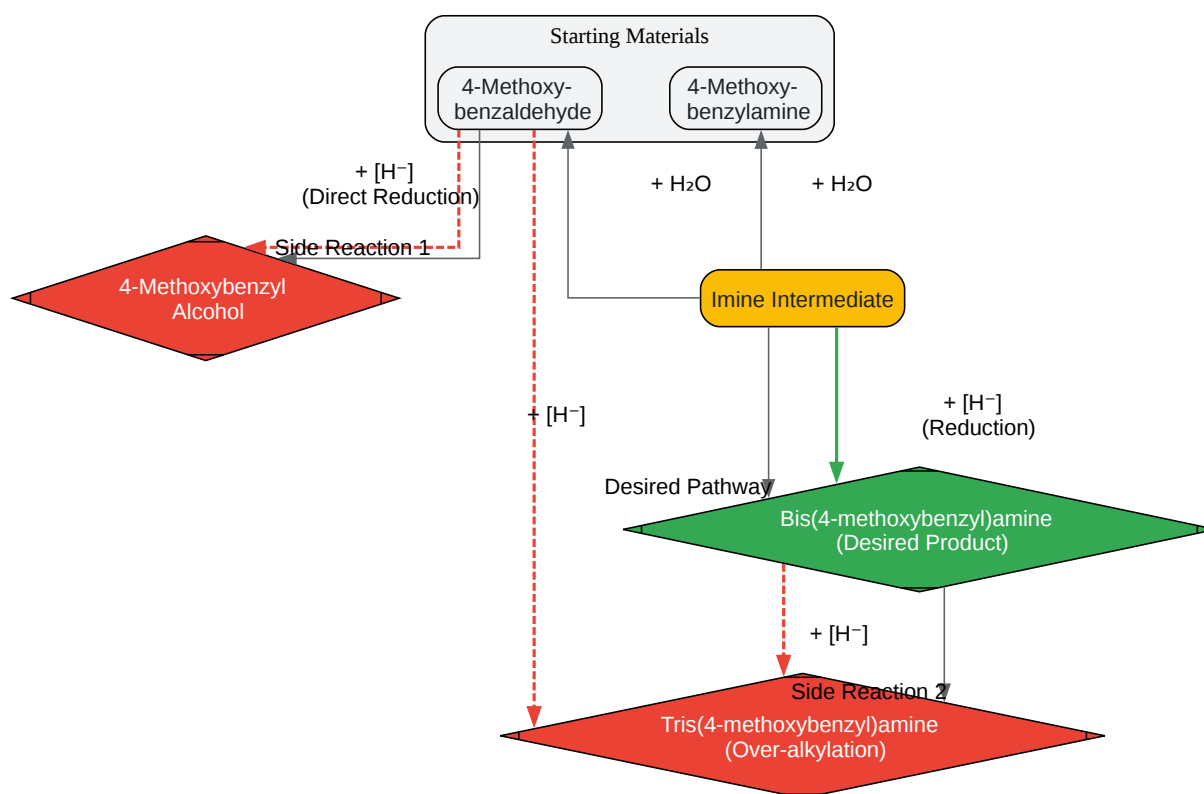 Starting Materials
4-Methoxy-
benzaldehyde
4-Methoxy-
benzylamine
+ [H⁻]
(Direct Reduction)
+ H₂O
+ H₂O
Side Reaction 1
4-Methoxybenzyl
Alcohol
Imine Intermediate
+ [H⁻]
+ [H⁻]
(Reduction)
Desired Pathway
Bis(4-methoxybenzyl)amine
(Desired Product)
+ [H⁻]
Side Reaction 2
Tris(4-methoxybenzyl)amine
(Over-alkylation)